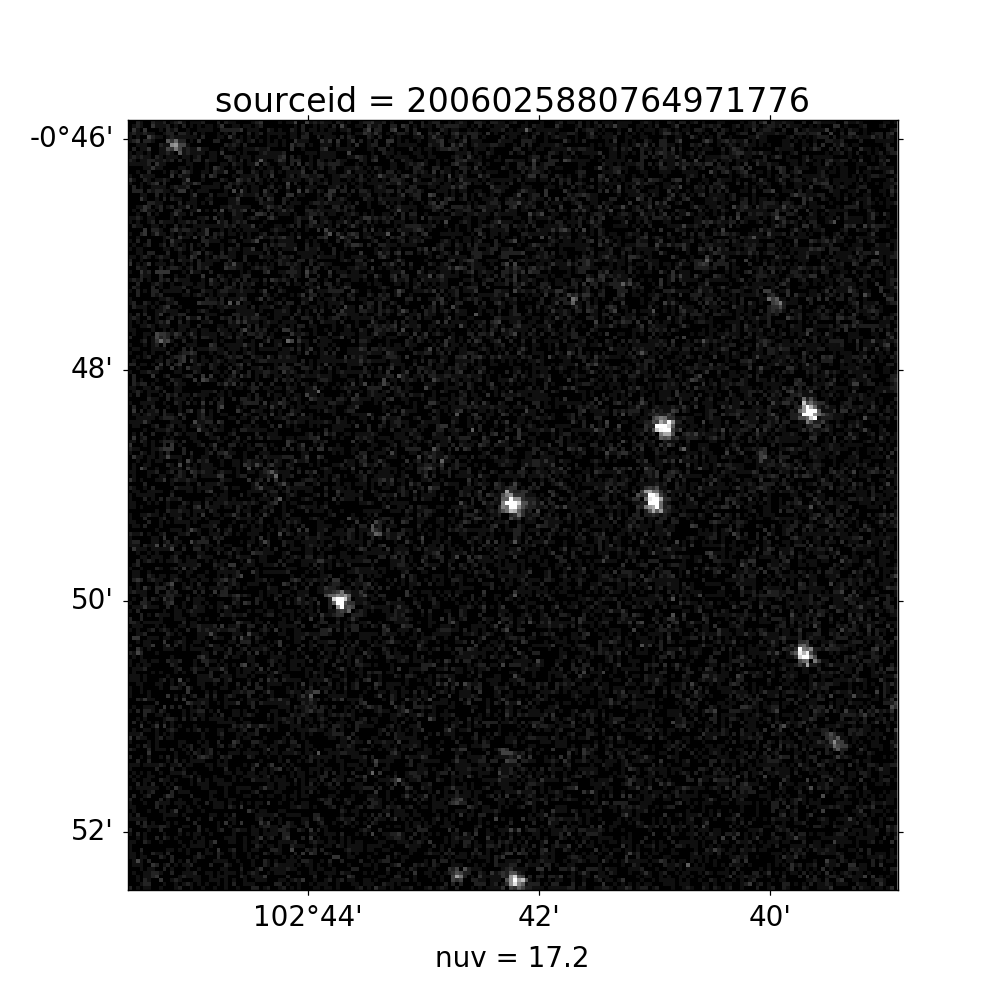 sourceid = 2006025880764971776
-0°46'
48'
50'
52'
102°44' 42' 40'
nuv = 17.2